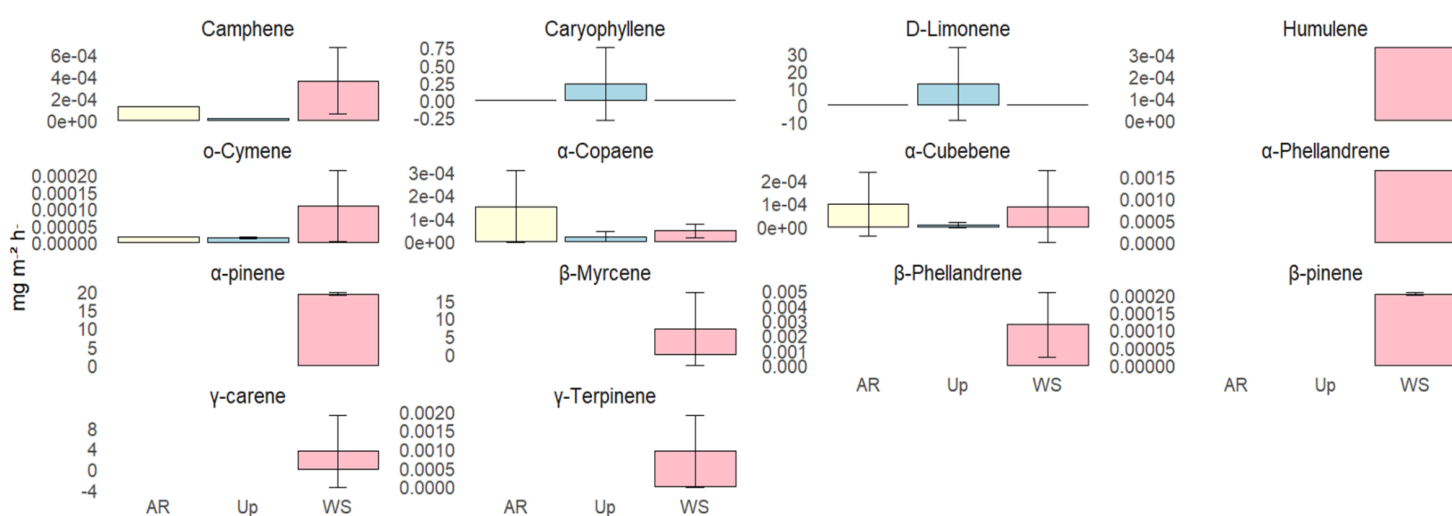 Camphene
6e-04
4e-04
2e-04
0e+00
Caryophyllene
0.75
0.50
0.25
0.00
-0.25
D-Limonene
30
20
10
0
-10
Humulene
3e-04
2e-04
1e-04
0e+00
o-Cymene
0.00020
0.00015
0.00010
0.00005
0.00000
α-Copaene
3e-04
2e-04
1e-04
0e+00
α-Cubebene
2e-04
1e-04
0e+00
α-Phellandrene
0.0015
0.0010
0.0005
0.0000
mg m⁻² h⁻
α-pinene
20
15
10
5
0
β-Myrcene
15
10
5
0
β-Phellandrene
0.005
0.004
0.003
0.002
0.001
0.000
AR Up WS
β-pinene
0.00020
0.00015
0.00010
0.00005
0.00000
AR Up WS
γ-carene
8
4
0
-4
AR Up WS
γ-Terpinene
0.0020
0.0015
0.0010
0.0005
0.0000
AR Up WS